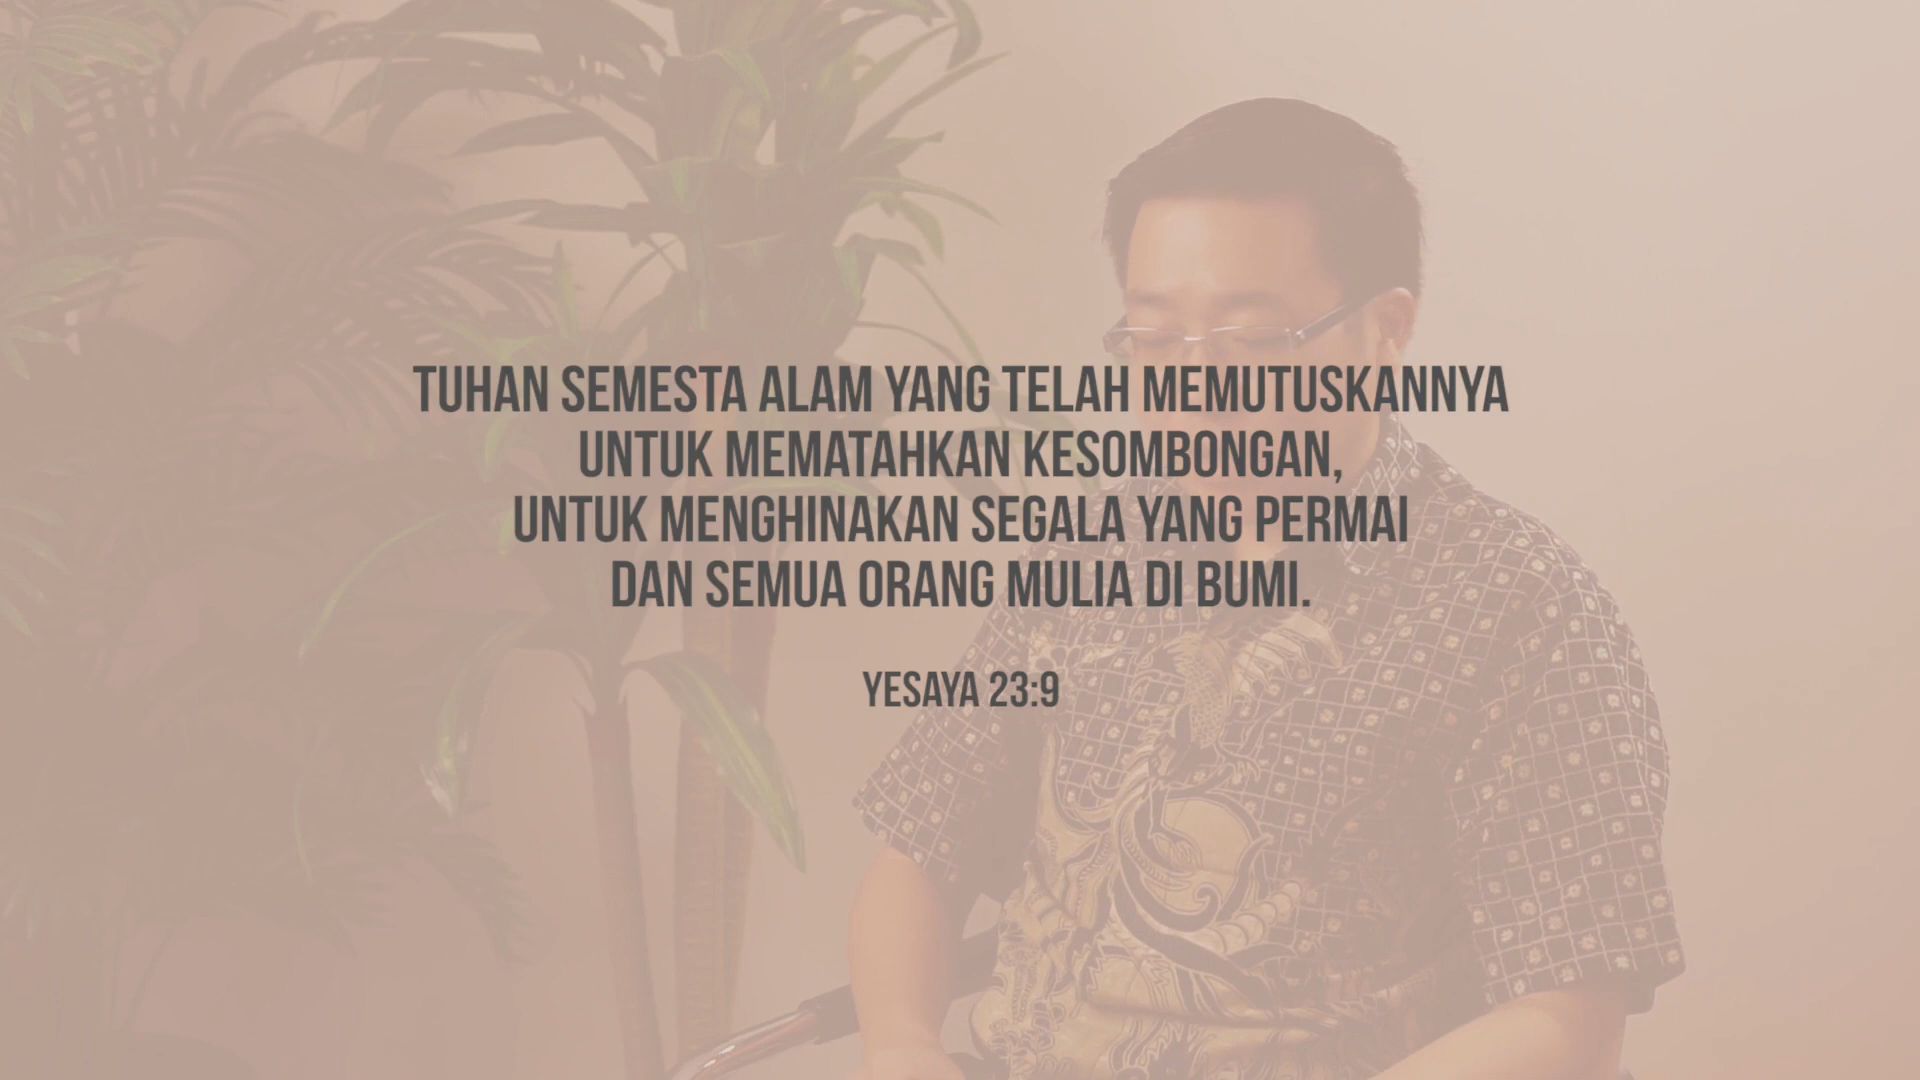 TUHAN SEMESTA ALAM YANG TELAH MEMUTUSKANNYA
UNTUK MEMATAHKAN KESOMBONGAN,
UNTUK MENGHINAKAN SEGALA YANG PERMAI
DAN SEMUA ORANG MULIA DI BUMI.
YESAYA 23:9